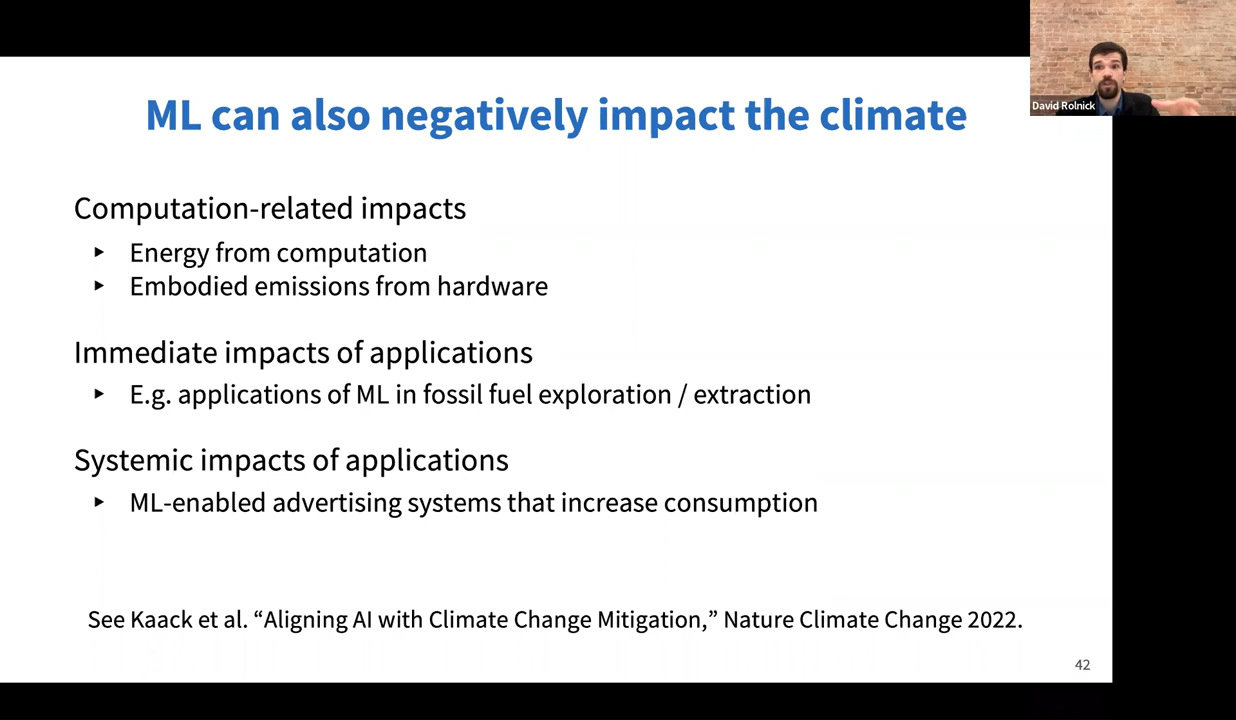 David Rolnick
ML can also negatively impact the climate
Computation-related impacts
▸ Energy from computation
▸ Embodied emissions from hardware
Immediate impacts of applications
▸ E.g. applications of ML in fossil fuel exploration / extraction
Systemic impacts of applications
▸ ML-enabled advertising systems that increase consumption
See Kaack et al. “Aligning AI with Climate Change Mitigation,” Nature Climate Change 2022.
42